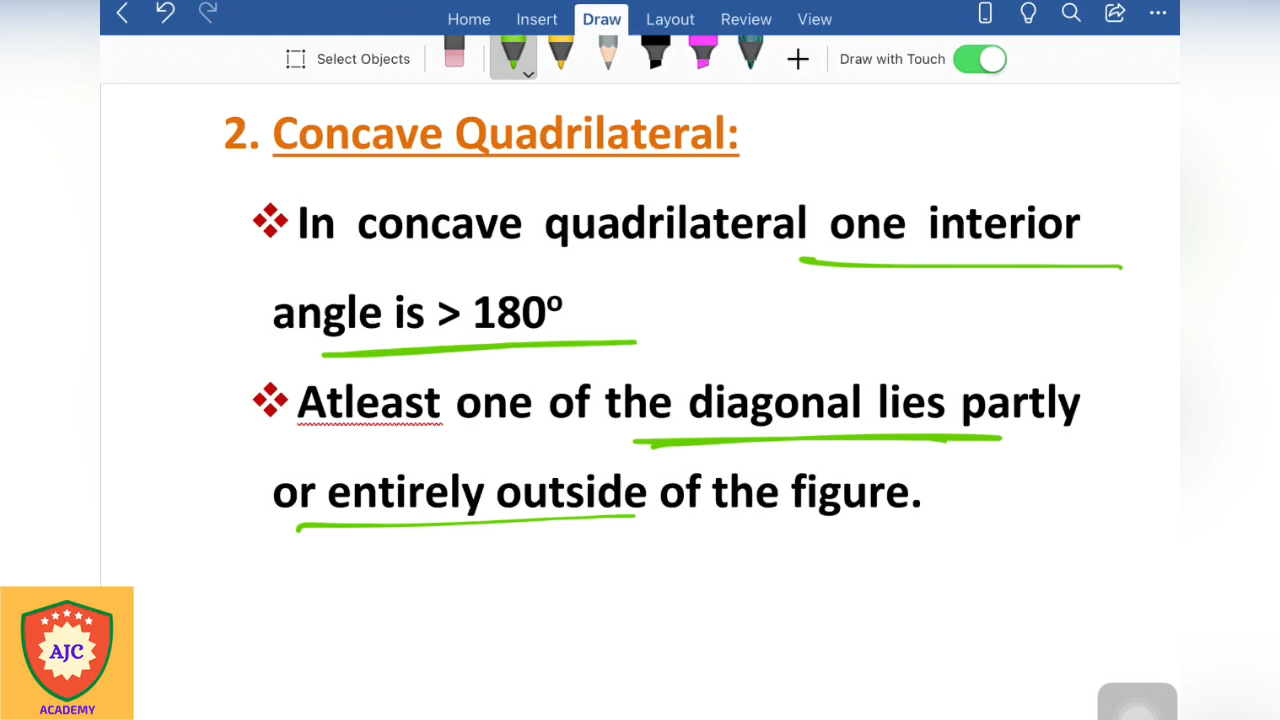 Home Insert Draw Layout Review View
Select Objects Draw with Touch
2. Concave Quadrilateral:
In concave quadrilateral one interior
angle is > 180º
Atleast one of the diagonal lies partly
or entirely outside of the figure.
AJC
ACADEMY